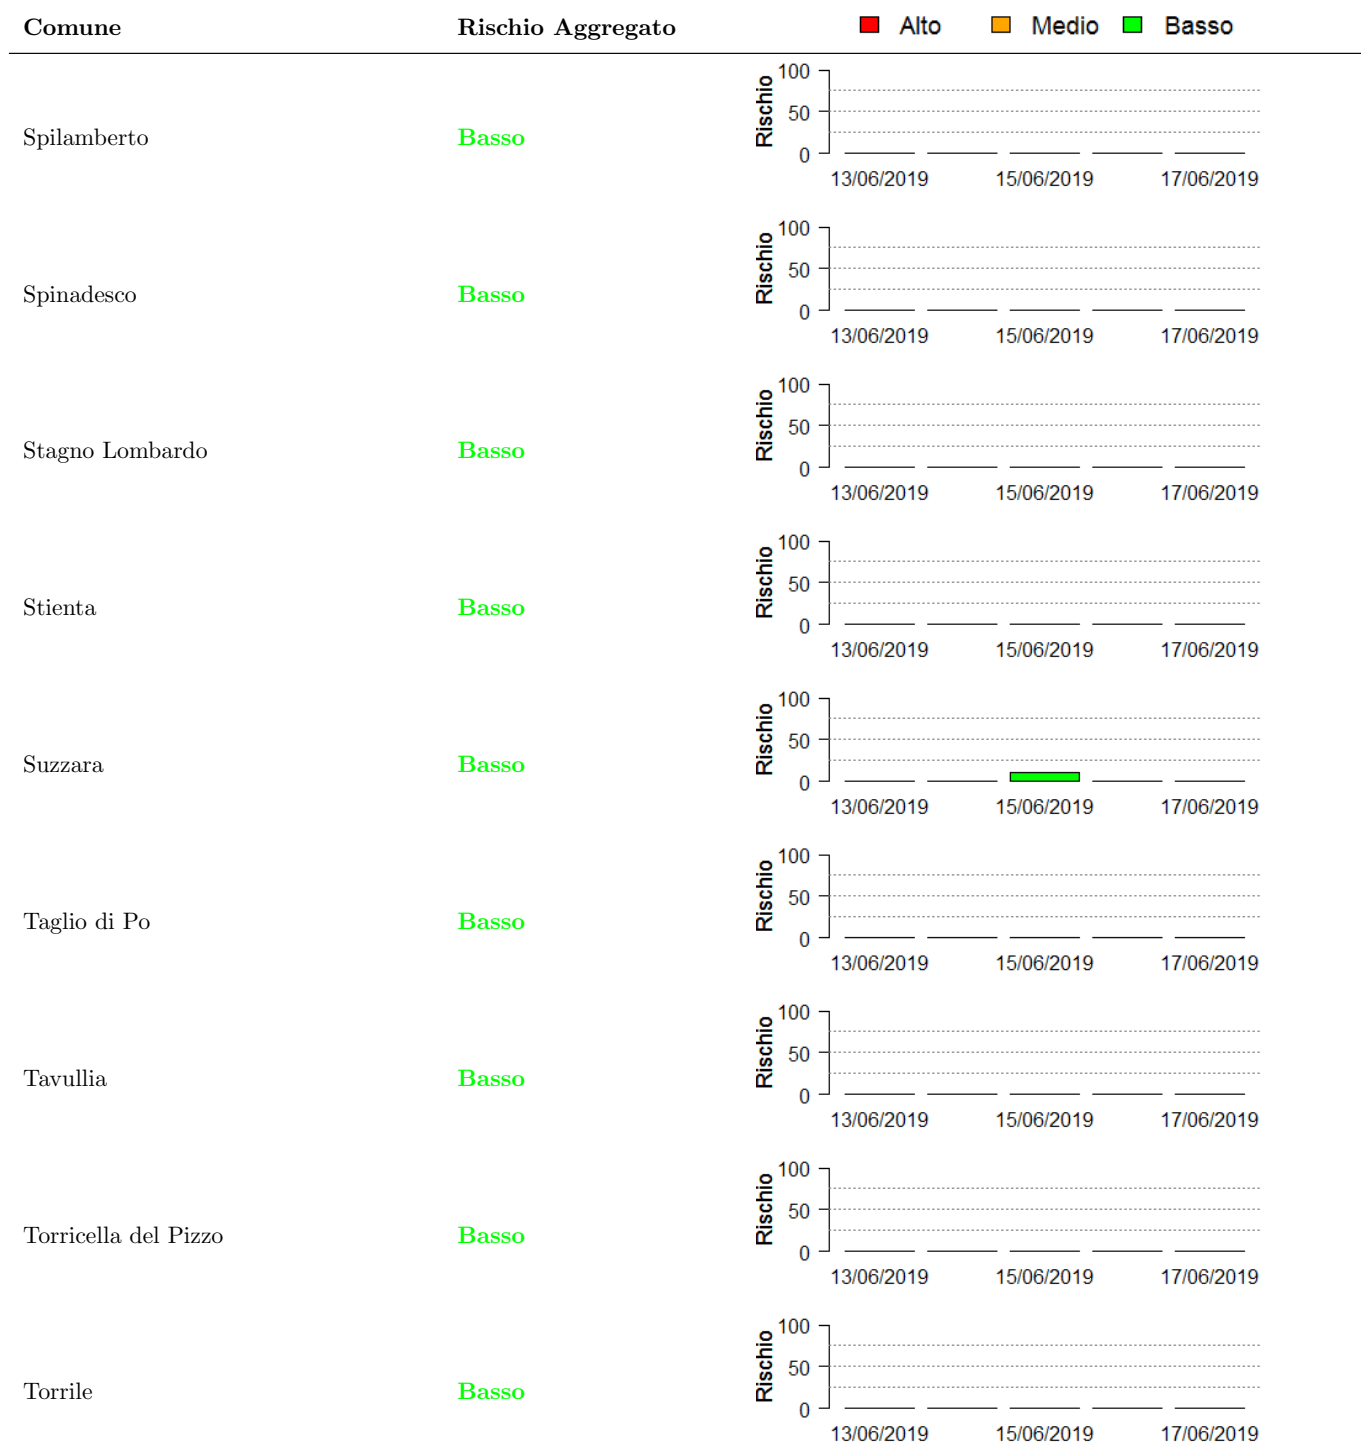 Comune Rischio Aggregato Alto Medio Basso
100
Rischio
50
Spilamberto Basso
0
13/06/2019 15/06/2019 17/06/2019
100
Rischio
50
Spinadesco Basso
0
13/06/2019 15/06/2019 17/06/2019
100
Rischio
50
Stagno Lombardo Basso
0
13/06/2019 15/06/2019 17/06/2019
100
Rischio
50
Stienta Basso
0
13/06/2019 15/06/2019 17/06/2019
100
Rischio
50
Suzzara Basso
0
13/06/2019 15/06/2019 17/06/2019
100
Rischio
50
Taglio di Po Basso
0
13/06/2019 15/06/2019 17/06/2019
100
Rischio
50
Tavullia Basso
0
13/06/2019 15/06/2019 17/06/2019
100
Rischio
50
Torricella del Pizzo Basso
0
13/06/2019 15/06/2019 17/06/2019
100
Rischio
50
Torrile Basso
0
13/06/2019 15/06/2019 17/06/2019